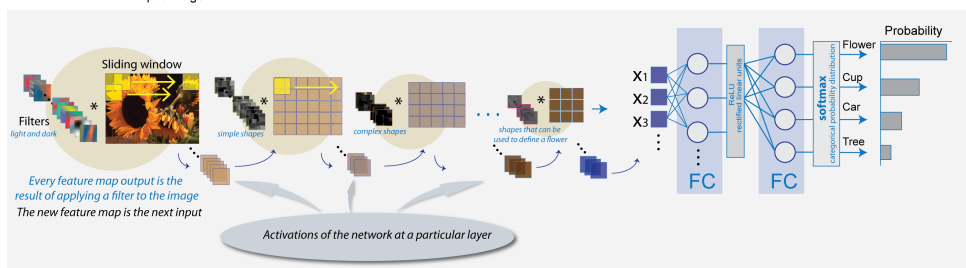 Sliding window
Filters
light and dark
*
simple shapes
*
complex shapes
*
shapes that can be
used to define a flower
*
Every feature map output is the
result of applying a filter to the image
The new feature map is the next input
Activations of the network at a particular layer
X1
X2
X3
FC
ReLU
rectified linear units
FC
softmax
categorical probability distribution
Probability
Flower
Cup
Car
Tree